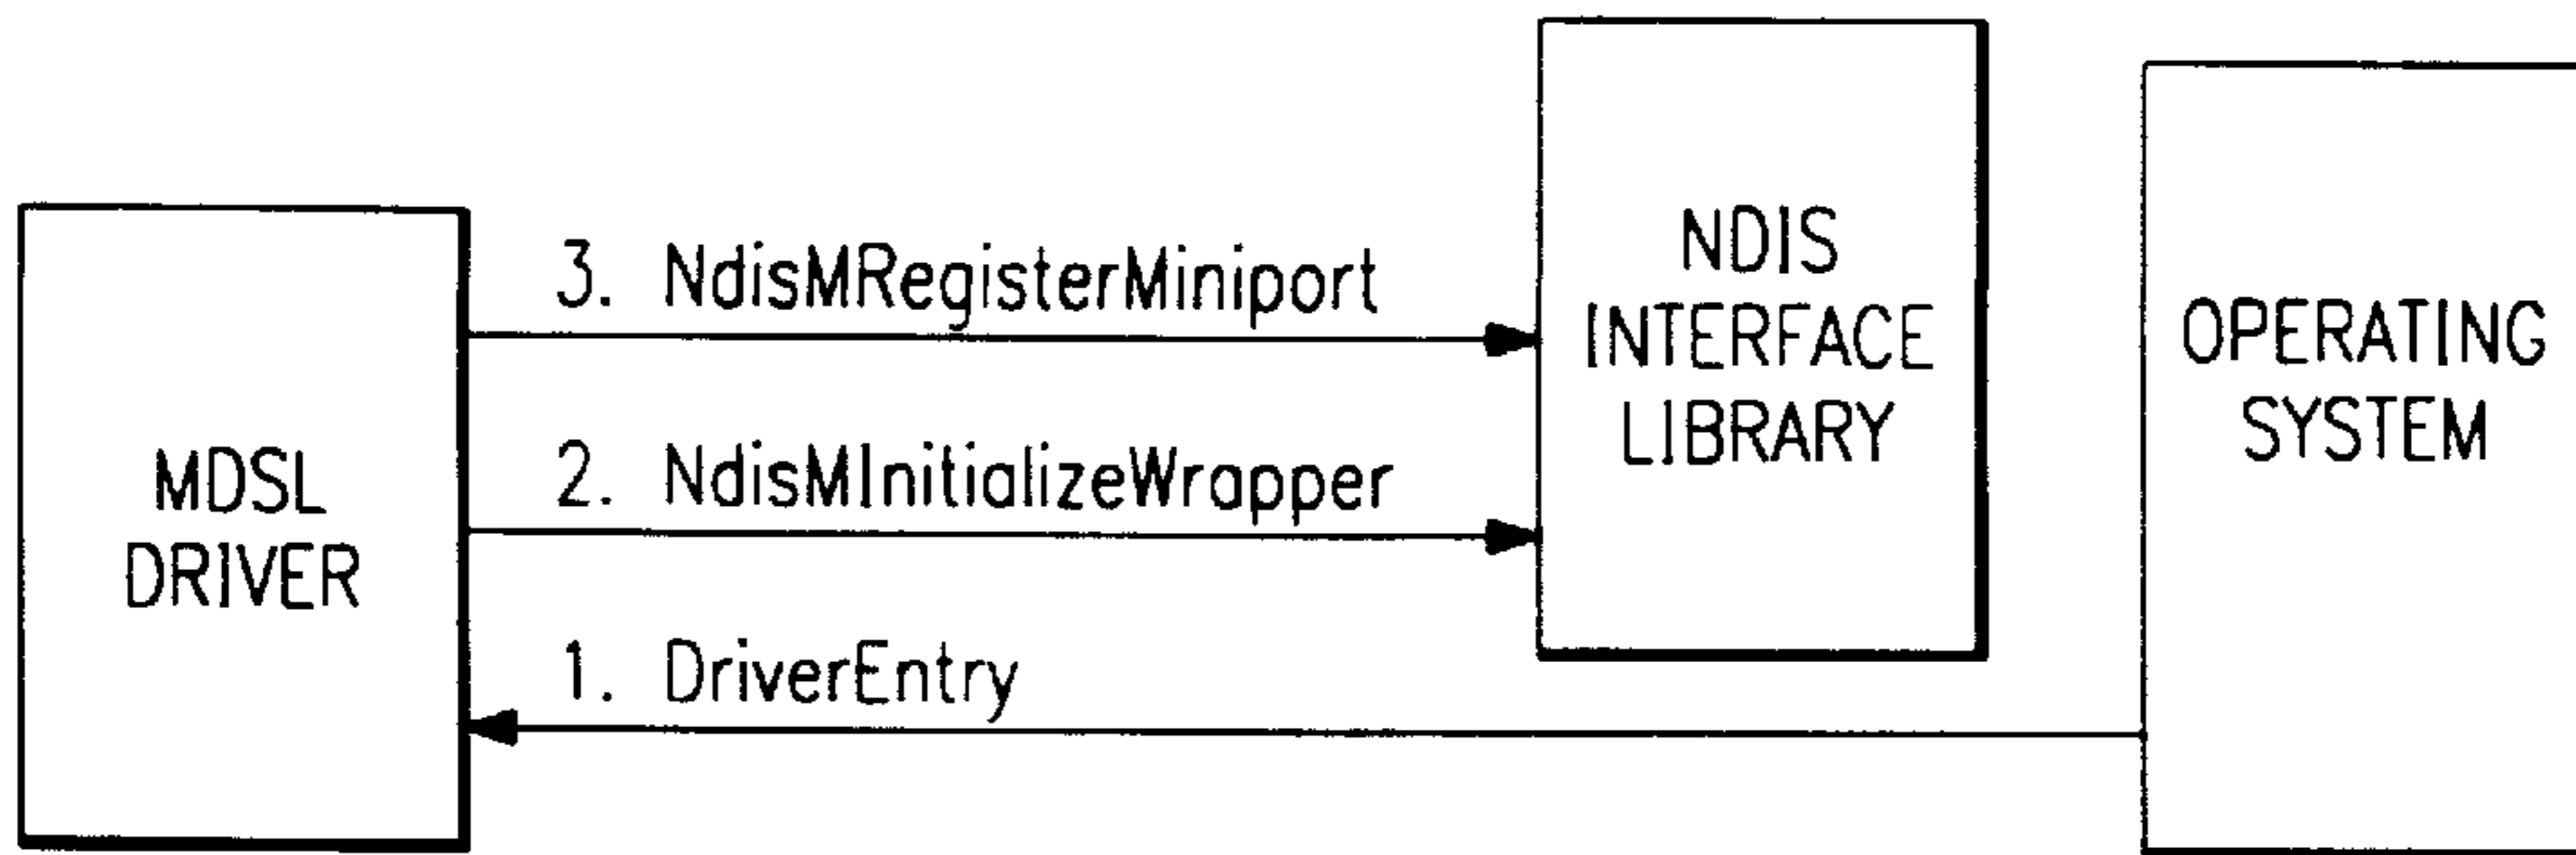 MDSL
DRIVER
3. NdisMRegisterMiniport
2. NdisMInitializeWrapper
1. DriverEntry
NDIS
INTERFACE
LIBRARY
OPERATING
SYSTEM